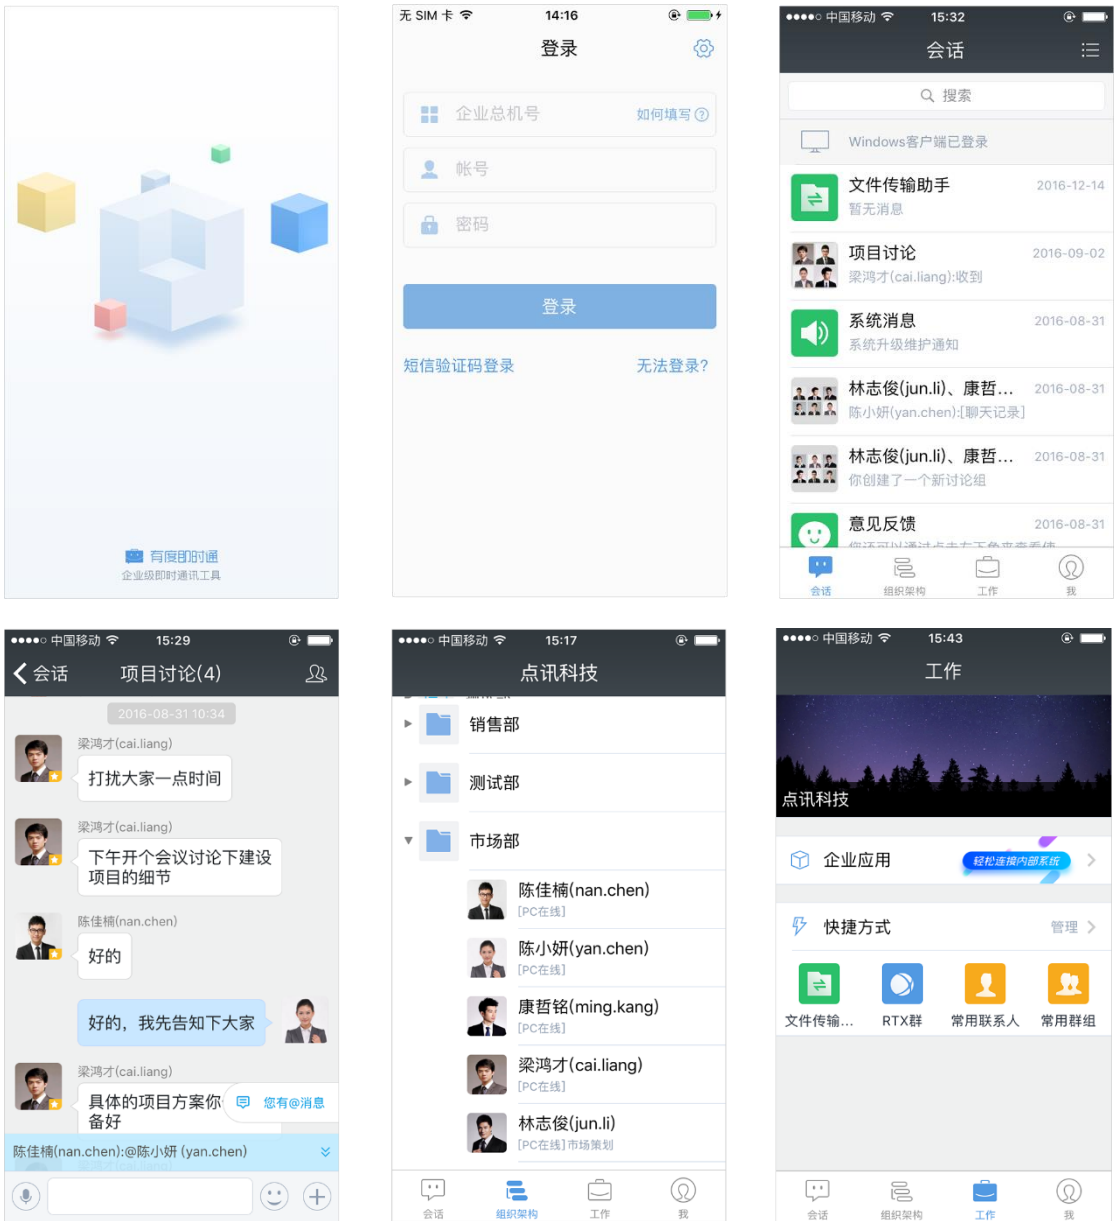 有度即时通
企业级即时通讯工具
无 SIM 卡
14:16
登录
企业总机号
如何填写
帐号
密码
登录
短信验证码登录
无法登录?
中国移动
15:32
会话
搜索
Windows客户端已登录
文件传输助手
2016-12-14
暂无消息
项目讨论
2016-09-02
梁鸿才(cai.liang):收到
系统消息
2016-08-31
系统升级维护通知
林志俊(jun.li)、康哲...
2016-08-31
陈小妍(yan.chen):[聊天记录]
林志俊(jun.li)、康哲...
2016-08-31
你创建了一个新讨论组
意见反馈
2016-08-31
会话
组织架构
工作
我
中国移动
15:29
会话
项目讨论(4)
2016-08-31 10:34
梁鸿才(cai.liang)
打扰大家一点时间
梁鸿才(cai.liang)
下午开个会议讨论下建设
项目的细节
陈佳楠(nan.chen)
好的
好的，我先告知下大家
梁鸿才(cai.liang)
具体的项目方案你
备好
您有@消息
陈佳楠(nan.chen):@陈小妍 (yan.chen)
中国移动
15:17
点讯科技
销售部
测试部
市场部
陈佳楠(nan.chen)
[PC在线]
陈小妍(yan.chen)
[PC在线]
康哲铭(ming.kang)
[PC在线]
梁鸿才(cai.liang)
[PC在线]
林志俊(jun.li)
[PC在线]市场策划
会话
组织架构
工作
我
中国移动
15:43
工作
点讯科技
企业应用
轻松连接内部系统
快捷方式
管理
文件传输...
RTX群
常用联系人
常用群组
会话
组织架构
工作
我